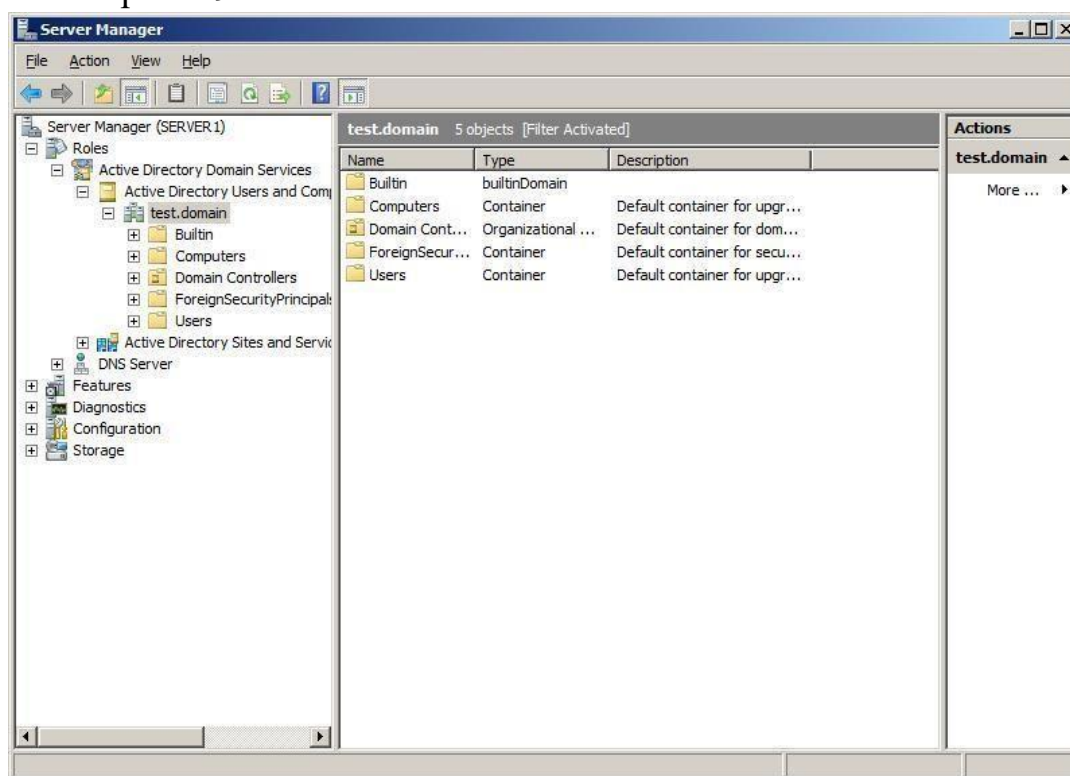 Server Manager
File Action View Help
Server Manager (SERVER1)
Roles
Active Directory Domain Services
Active Directory Users and Comp
test.domain
Builtin
Computers
Domain Controllers
ForeignSecurityPrincipals
Users
Active Directory Sites and Servic
DNS Server
Features
Diagnostics
Configuration
Storage
test.domain 5 objects [Filter Activated]
Name Type Description
Builtin builtinDomain
Computers Container Default container for upgr...
Domain Cont... Organizational ... Default container for dom...
ForeignSecur... Container Default container for secu...
Users Container Default container for upgr...
Actions
test.domain
More ...